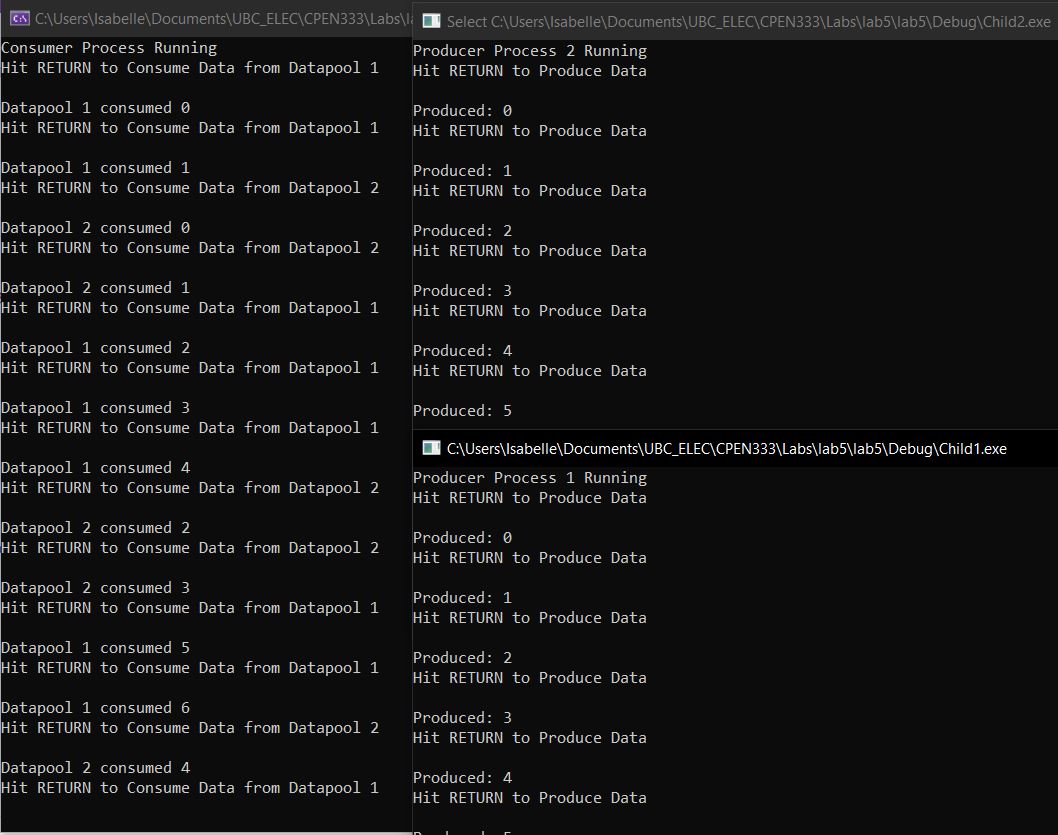 C:\Users\Isabelle\Documents\UBC_ELEC\CPEN333\Labs\l
Consumer Process Running
Hit RETURN to Consume Data from Datapool 1
Datapool 1 consumed 0
Hit RETURN to Consume Data from Datapool 1
Datapool 1 consumed 1
Hit RETURN to Consume Data from Datapool 2
Datapool 2 consumed 0
Hit RETURN to Consume Data from Datapool 2
Datapool 2 consumed 1
Hit RETURN to Consume Data from Datapool 1
Datapool 1 consumed 2
Hit RETURN to Consume Data from Datapool 1
Datapool 1 consumed 3
Hit RETURN to Consume Data from Datapool 1
Datapool 1 consumed 4
Hit RETURN to Consume Data from Datapool 2
Datapool 2 consumed 2
Hit RETURN to Consume Data from Datapool 2
Datapool 2 consumed 3
Hit RETURN to Consume Data from Datapool 1
Datapool 1 consumed 5
Hit RETURN to Consume Data from Datapool 1
Datapool 1 consumed 6
Hit RETURN to Consume Data from Datapool 2
Datapool 2 consumed 4
Hit RETURN to Consume Data from Datapool 1
Select C:\Users\Isabelle\Documents\UBC_ELEC\CPEN333\Labs\lab5\lab5\Debug\Child2.exe
Producer Process 2 Running
Hit RETURN to Produce Data
Produced: 0
Hit RETURN to Produce Data
Produced: 1
Hit RETURN to Produce Data
Produced: 2
Hit RETURN to Produce Data
Produced: 3
Hit RETURN to Produce Data
Produced: 4
Hit RETURN to Produce Data
Produced: 5
C:\Users\Isabelle\Documents\UBC_ELEC\CPEN333\Labs\lab5\lab5\Debug\Child1.exe
Producer Process 1 Running
Hit RETURN to Produce Data
Produced: 0
Hit RETURN to Produce Data
Produced: 1
Hit RETURN to Produce Data
Produced: 2
Hit RETURN to Produce Data
Produced: 3
Hit RETURN to Produce Data
Produced: 4
Hit RETURN to Produce Data